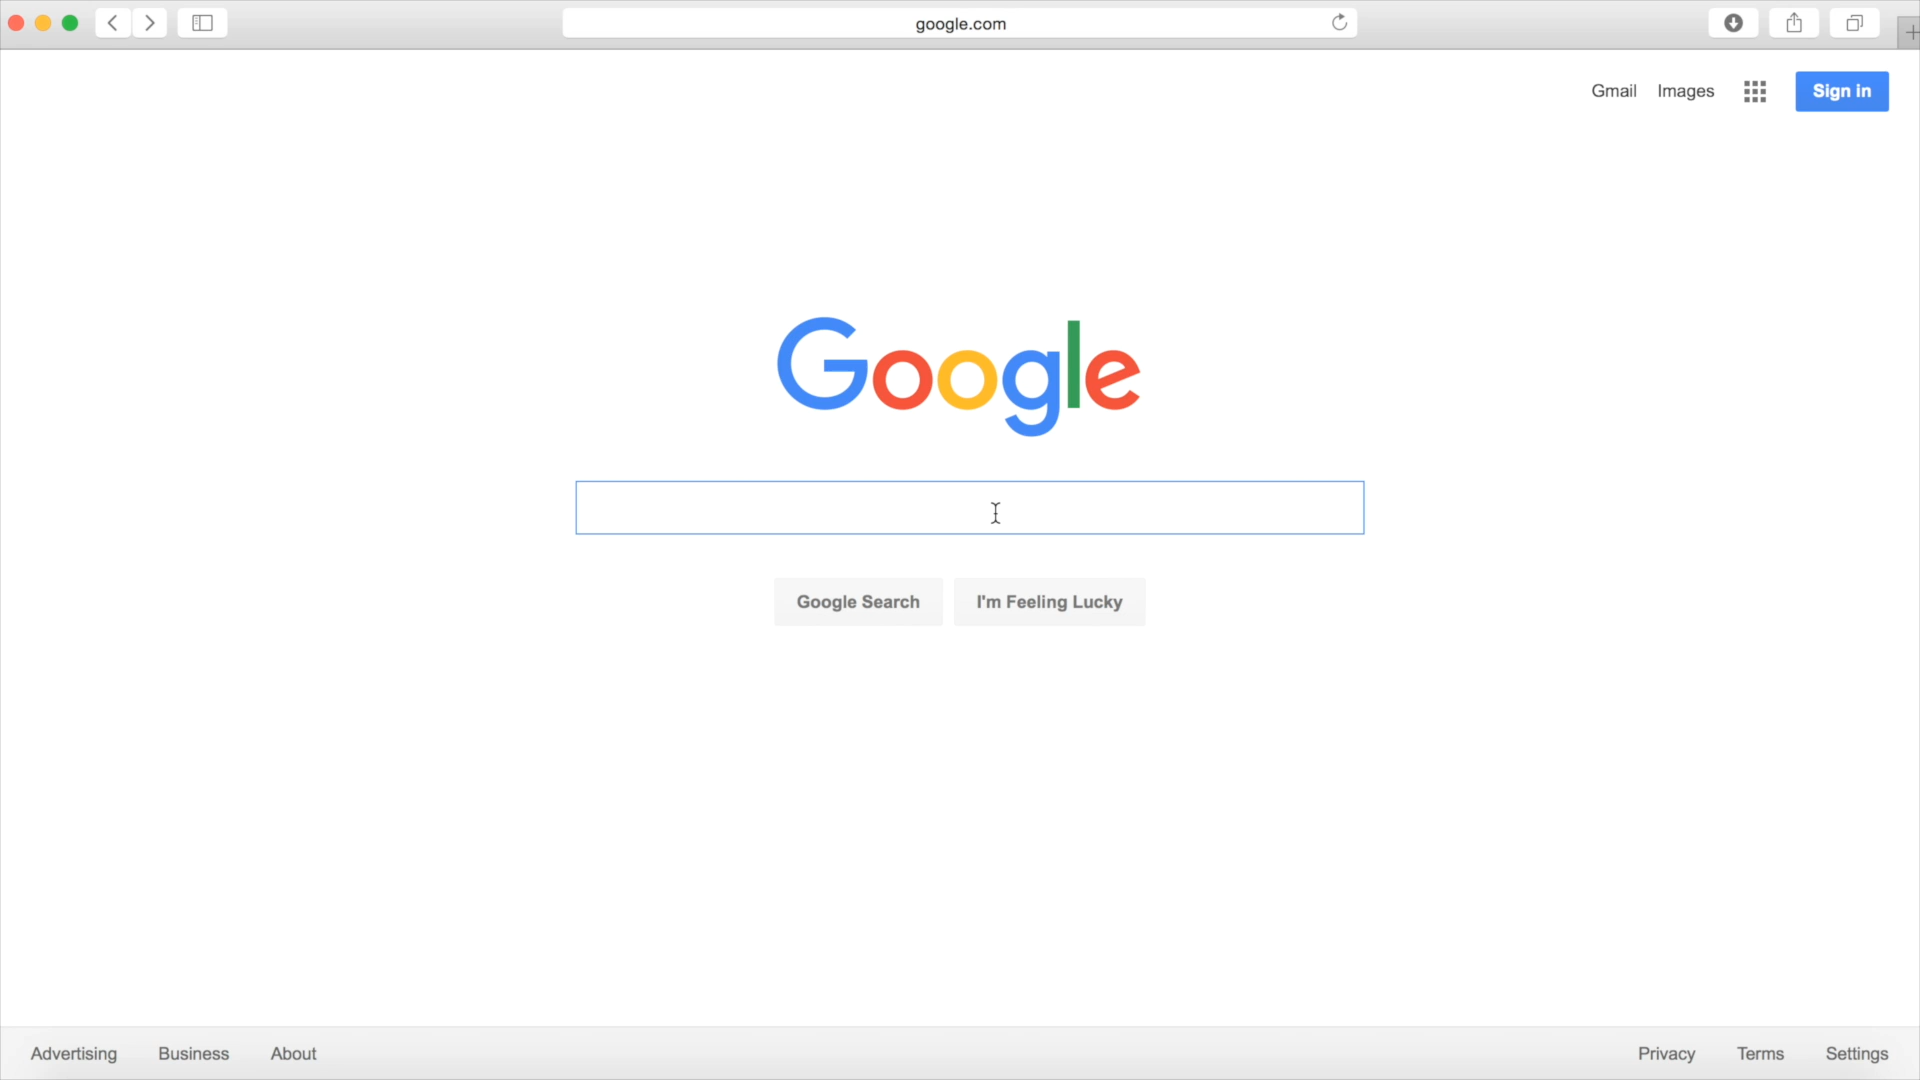 google.com
Gmail Images Sign in
Google
Google Search I'm Feeling Lucky
Advertising Business About Privacy Terms Settings